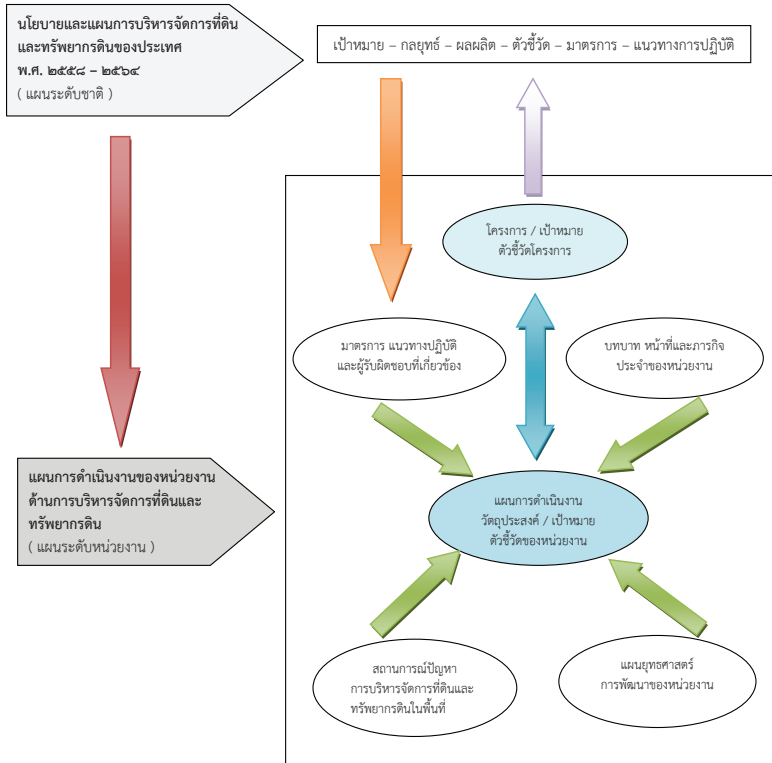 นโยบายและแผนการบริหารจัดการที่ดิน
และทรัพยากรดินของประเทศ
พ.ศ. ๒๕๕๘ – ๒๕๖๔
( แผนระดับชาติ )
เป้าหมาย – กลยุทธ์ – ผลผลิต – ตัวชี้วัด – มาตรการ – แนวทางการปฏิบัติ
โครงการ / เป้าหมาย
ตัวชี้วัดโครงการ
มาตรการ แนวทางปฏิบัติ
และผู้รับผิดชอบที่เกี่ยวข้อง
บทบาท หน้าที่และภารกิจ
ประจำของหน่วยงาน
แผนการดำเนินงานของหน่วยงาน
ด้านการบริหารจัดการที่ดินและ
ทรัพยากรดิน
( แผนระดับหน่วยงาน )
แผนการดำเนินงาน
วัตถุประสงค์ / เป้าหมาย
ตัวชี้วัดของหน่วยงาน
สถานการณ์ปัญหา
การบริหารจัดการที่ดินและ
ทรัพยากรดินในพื้นที่
แผนยุทธศาสตร์
การพัฒนาของหน่วยงาน